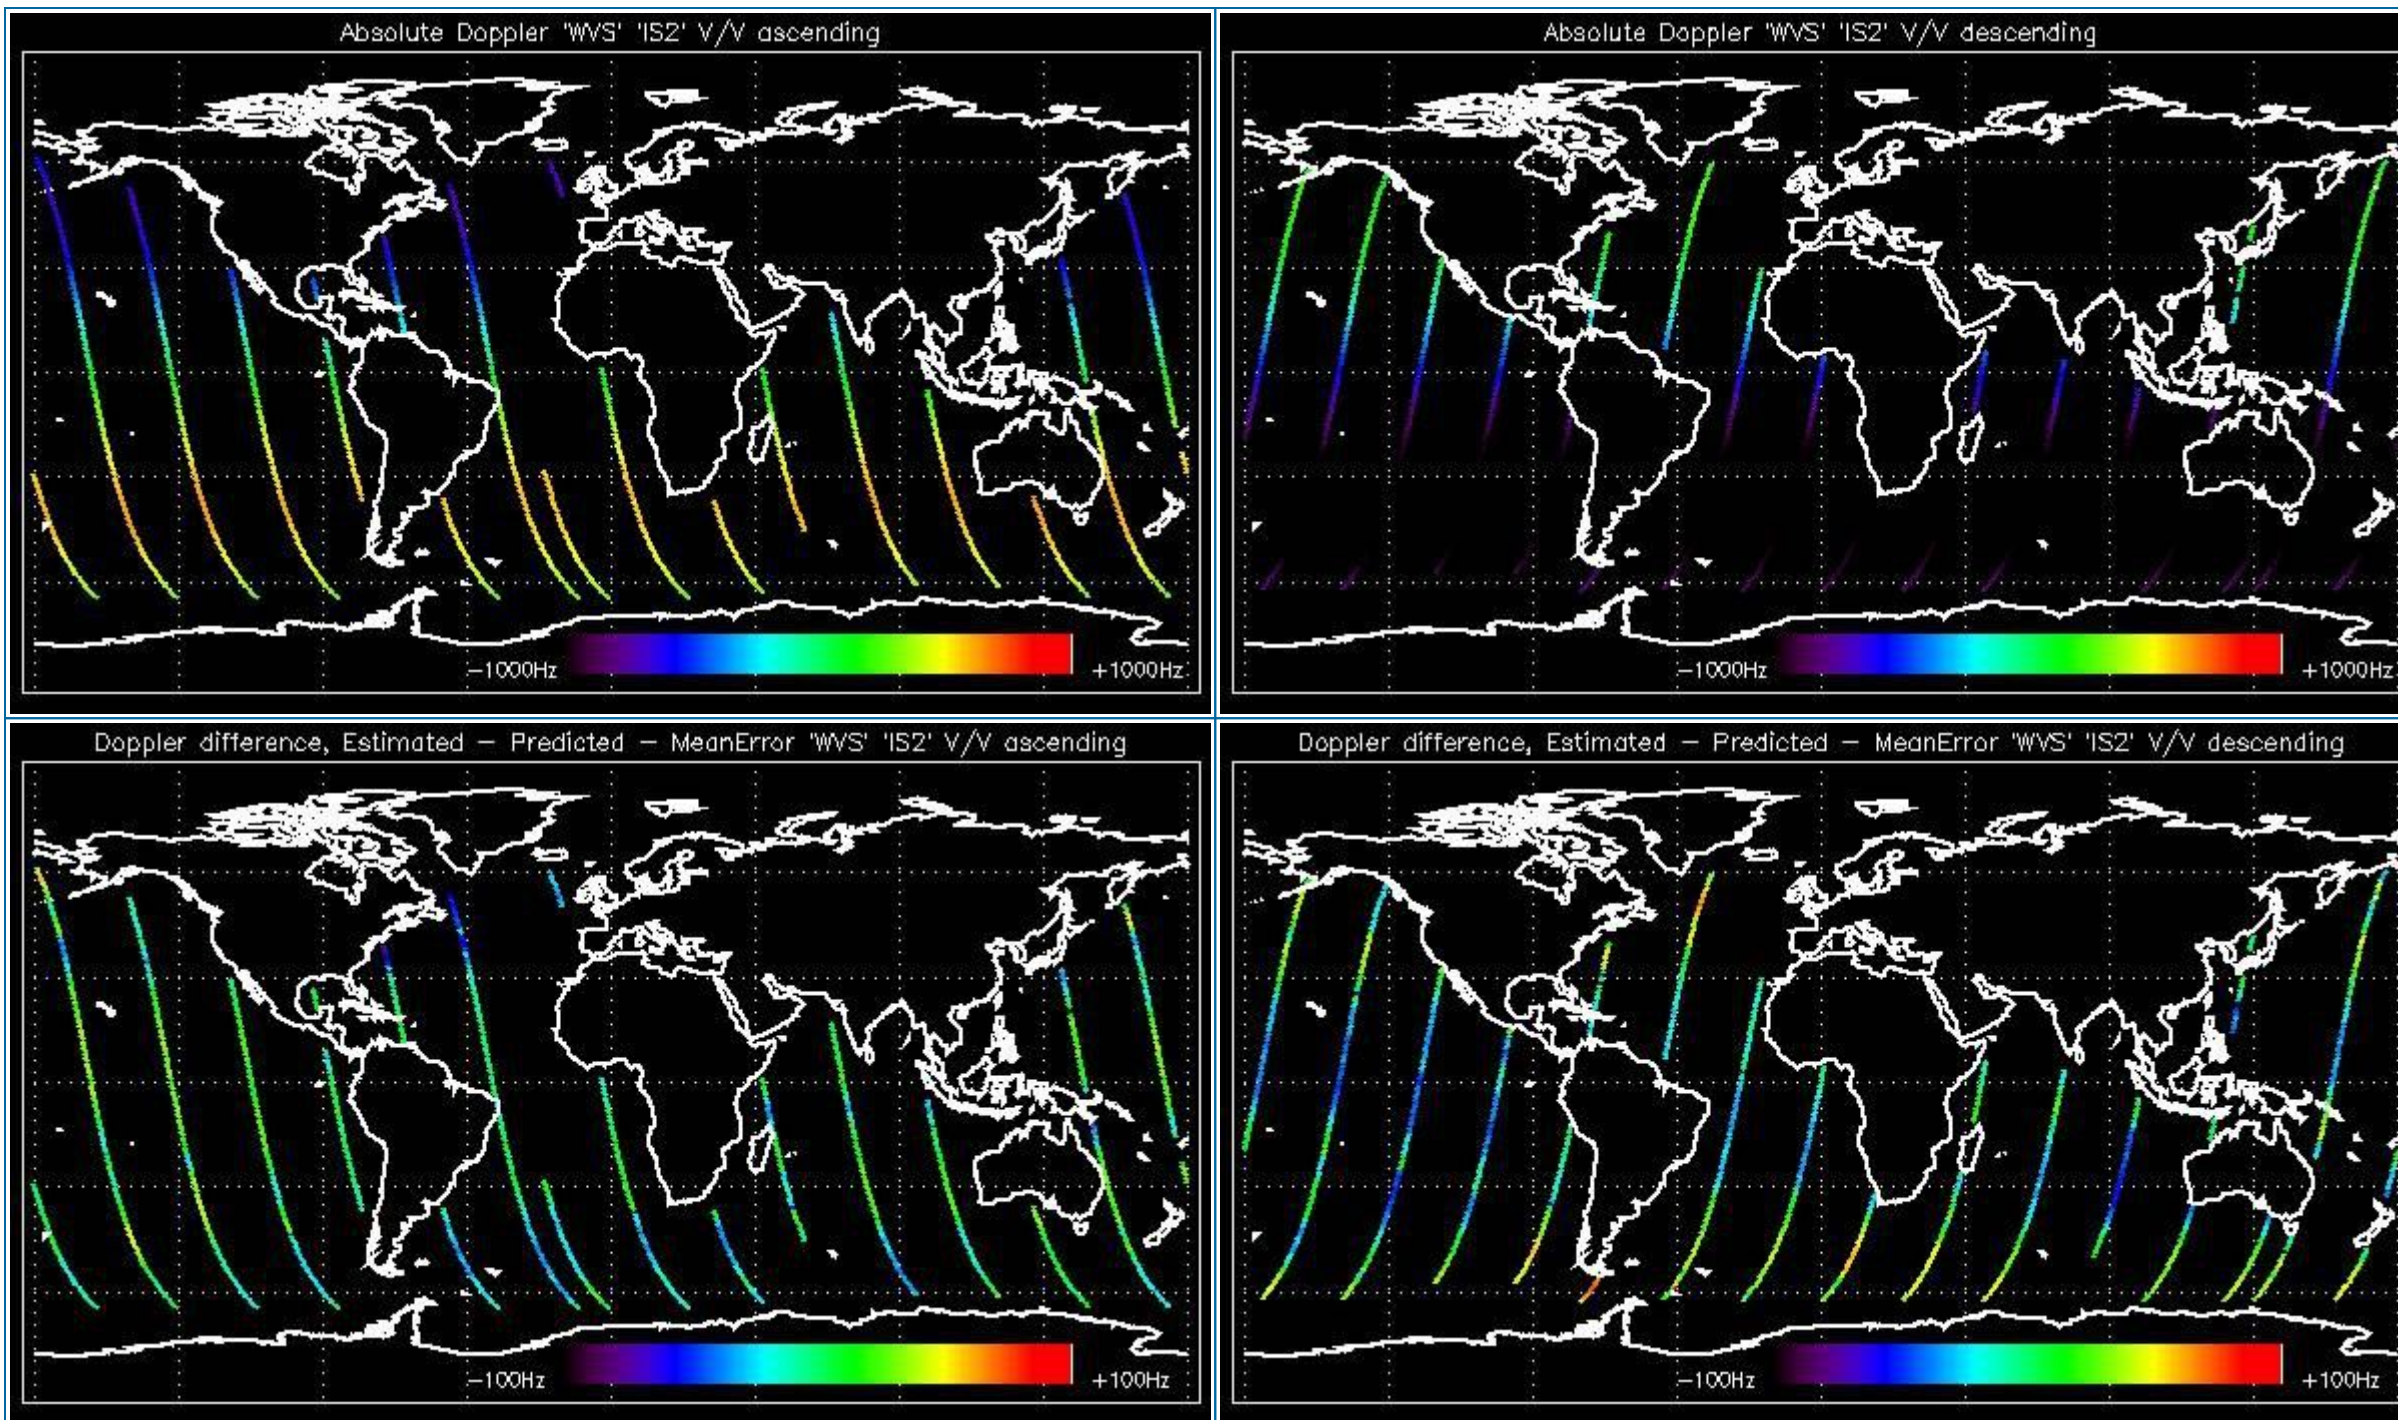 Absolute Doppler 'WVS' 'IS2' V/V ascending
−1000Hz
+1000Hz
Absolute Doppler 'WVS' 'IS2' V/V descending
−1000Hz
+1000Hz
Doppler difference, Estimated − Predicted − MeanError 'WVS' 'IS2' V/V ascending
−100Hz
+100Hz
Doppler difference, Estimated − Predicted − MeanError 'WVS' 'IS2' V/V descending
−100Hz
+100Hz